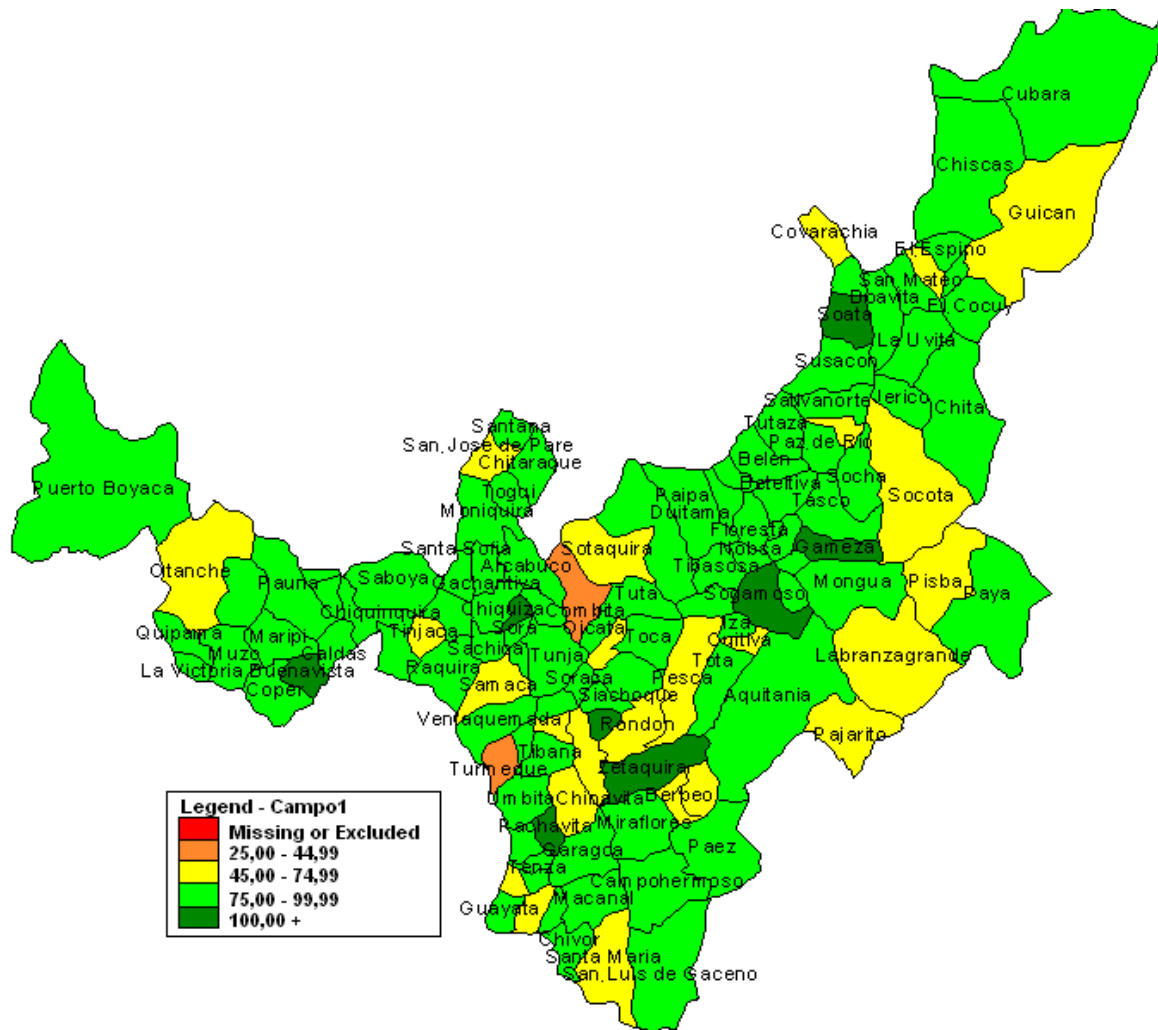 Cubara
Chiscas
Guican
Covarachia
El Espino
San Mateo
Boavita
El Cocuy
Soata
La Uvita
Susacon
Sativanorte
Jerico
Chita
Santana
Tutaza
San Jose de Pare
Paz de Rio
Chitaraque
Belen
Puerto Boyaca
Togui
Socha
Socota
Paipa
Tasco
Moniquira
Duitama
Floresta
Santa Sofia
Sotaquira
Nobsa
Gameza
Otanche
Arcabuco
Tibasosa
Pauna
Saboya
Gachantiva
Mongua
Pisba
Paya
Tuta
Sogamoso
Chiquinquira
Chiquiza
Combita
Quipama
Maripi
Tinjaca
Sora
Oicata
Toca
Iza
Cuitiva
Muzo
Caldas
Sachica
Tunja
Tota
Labranzagrande
La Victoria
Buenavista
Raquira
Soraca
Pesca
Coper
Samaca
Siachoque
Aquitania
Ventaquemada
Rondon
Pajarito
Tibana
Turmeque
Zetaquira
Umbita
Chinavita
Berbeo
Pachavita
Miraflores
Garagoa
Paez
Tenza
Campohermoso
Macanal
Guayata
Chivor
Santa Maria
San Luis de Gaceno
Legend - Campo1
Missing or Excluded
25,00 - 44,99
45,00 - 74,99
75,00 - 99,99
100,00 +